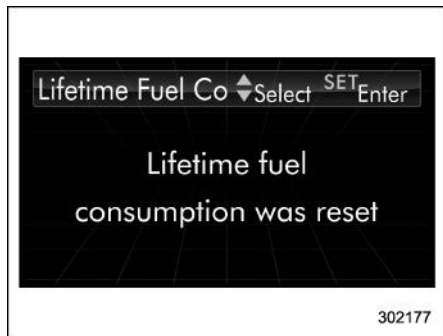 Lifetime Fuel Co Select SET Enter
Lifetime fuel
consumption was reset
302177